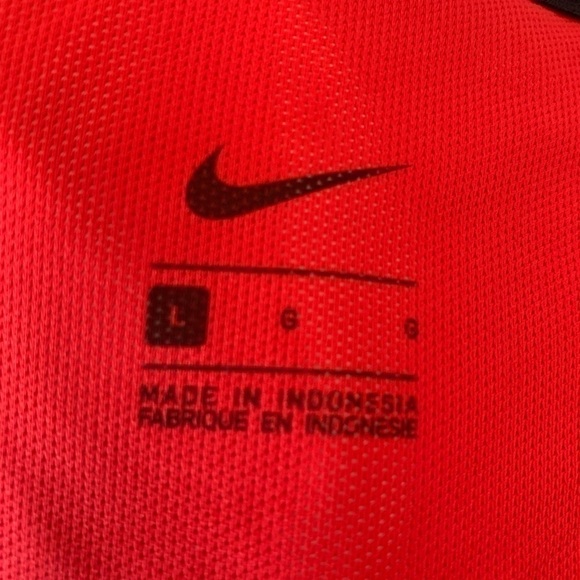 L G G
MADE IN INDONESIA
FABRIQUE EN INDONESIE